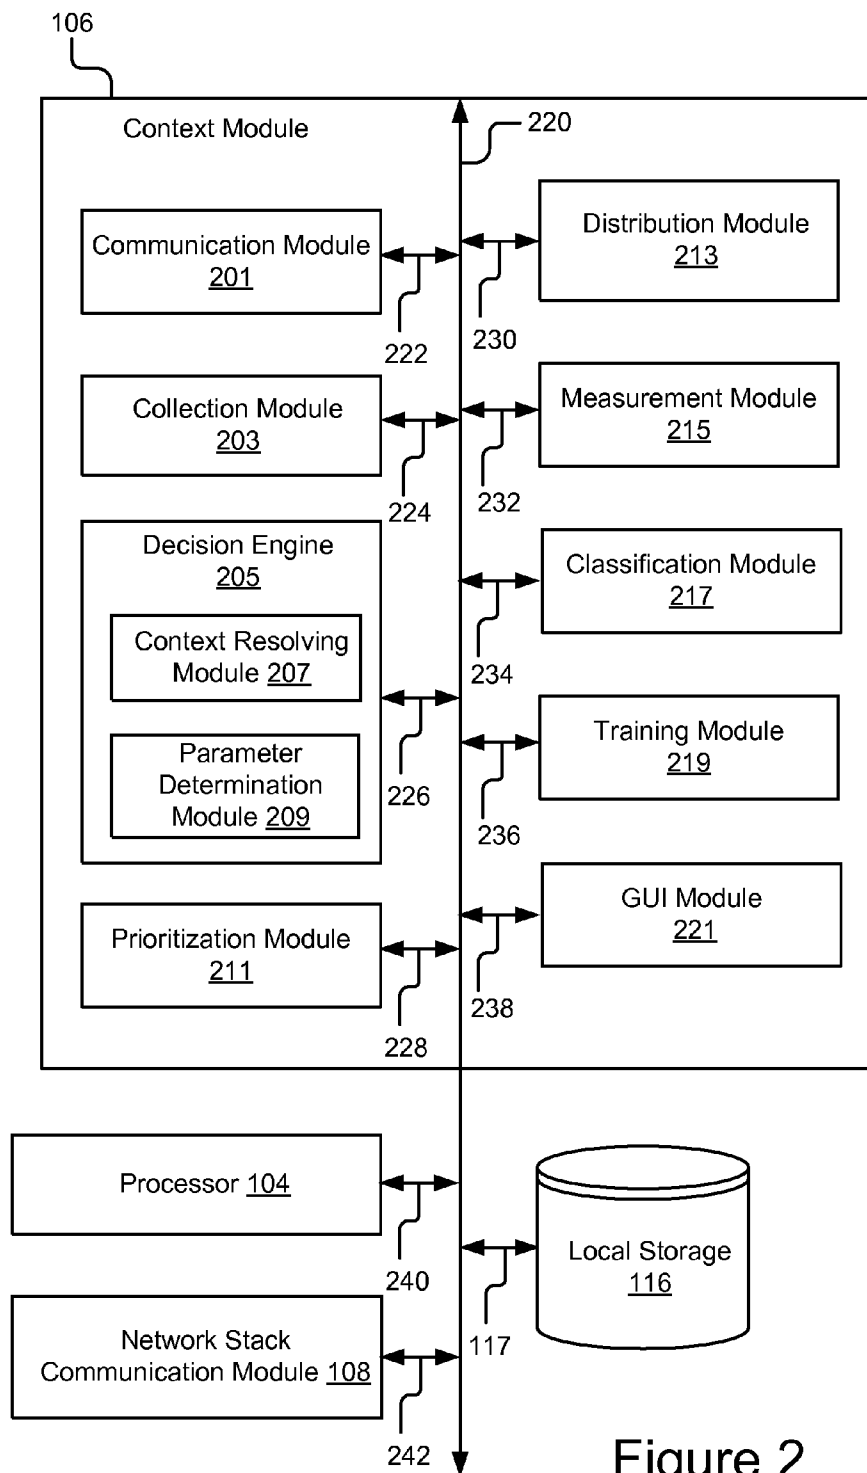 106
Context Module
220
Communication Module
201
222
Distribution Module
213
230
Collection Module
203
224
Measurement Module
215
232
Decision Engine
205
Context Resolving
Module 207
Parameter
Determination
Module 209
226
Classification Module
217
234
Training Module
219
236
Prioritization Module
211
228
GUI Module
221
238
Processor 104
240
Local Storage
116
117
Network Stack
Communication Module 108
242
Figure 2